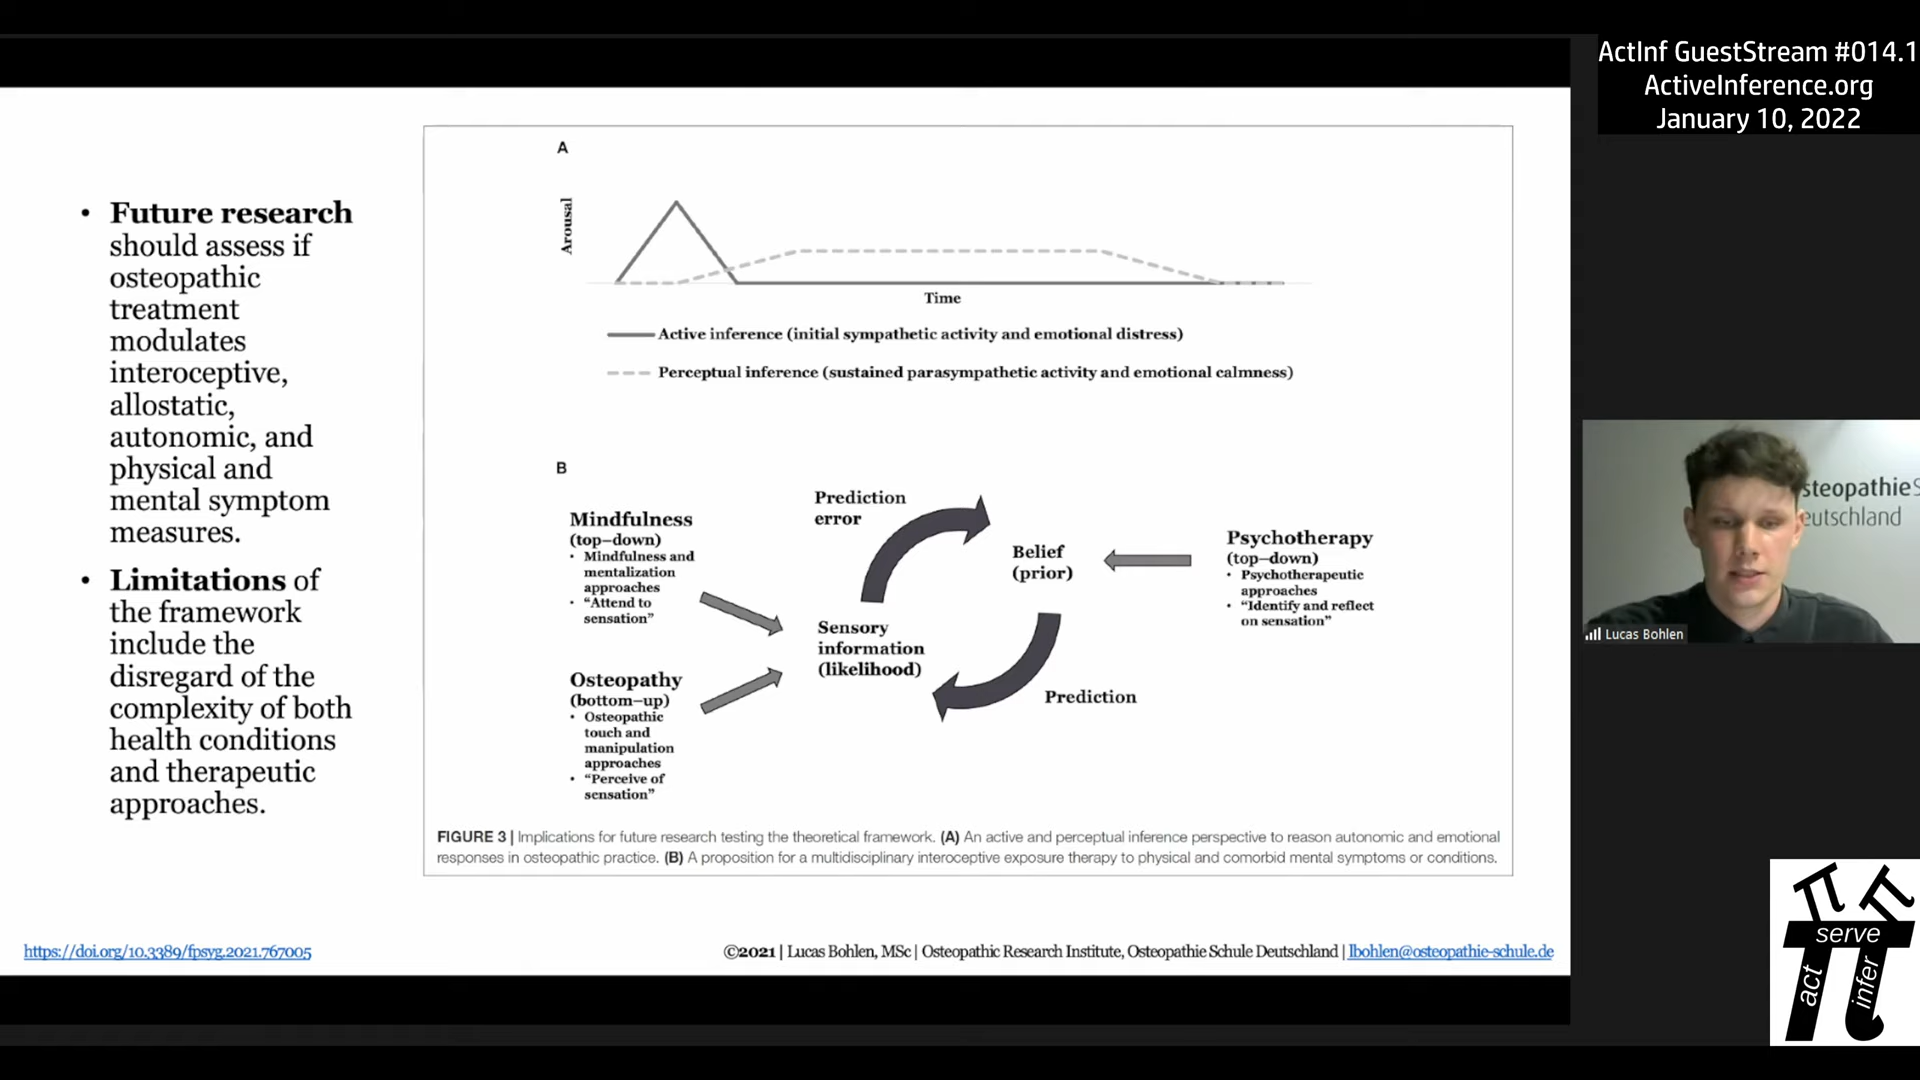 ActInf GuestStream #014.1
ActiveInference.org
January 10, 2022
• Future research
should assess if
osteopathic
treatment
modulates
interoceptive,
allostatic,
autonomic, and
physical and
mental symptom
measures.
• Limitations of
the framework
include the
disregard of the
complexity of both
health conditions
and therapeutic
approaches.
A
Arousal
Time
Active inference (initial sympathetic activity and emotional distress)
Perceptual inference (sustained parasympathetic activity and emotional calmness)
B
Mindfulness
(top–down)
• Mindfulness and
mentalization
approaches
• “Attend to
sensation”
Osteopathy
(bottom–up)
• Osteopathic
touch and
manipulation
approaches
• “Perceive of
sensation”
Prediction
error
Sensory
information
(likelihood)
Belief
(prior)
Prediction
Psychotherapy
(top–down)
• Psychotherapeutic
approaches
• “Identify and reflect
on sensation”
FIGURE 3 | Implications for future research testing the theoretical framework. (A) An active and perceptual inference perspective to reason autonomic and emotional
responses in osteopathic practice. (B) A proposition for a multidisciplinary interoceptive exposure therapy to physical and comorbid mental symptoms or conditions.
https://doi.org/10.3389/fpsyg.2021.767005
©2021 | Lucas Bohlen, MSc | Osteopathic Research Institute, Osteopathie Schule Deutschland | lbohlen@osteopathie-schule.de
steopathieS
eutschland
Lucas Bohlen
serve
act
infer